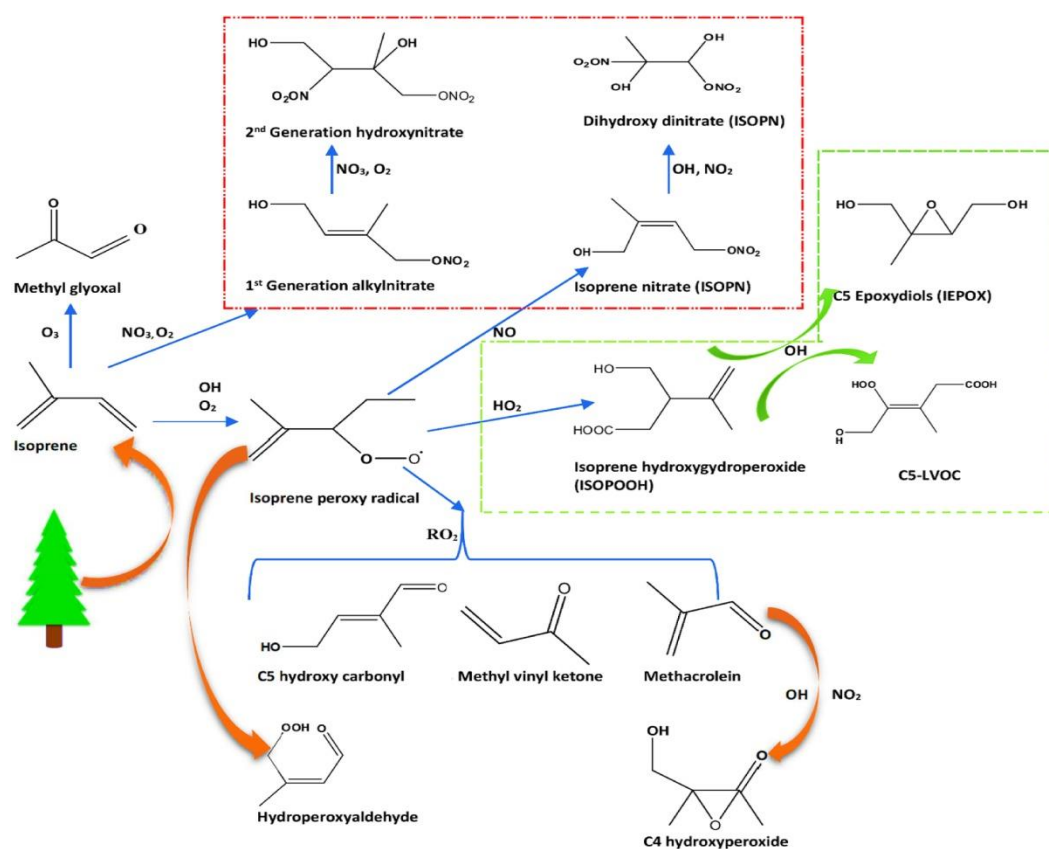 HO
OH
O₂NO
ONO₂
2nd Generation hydroxynitrate
OH
O₂NO
OH
ONO₂
Dihydroxy dinitrate (ISOPN)
NO₃, O₂
OH, NO₂
HO
ONO₂
1st Generation alkylnitrate
OH
ONO₂
Isoprene nitrate (ISOPN)
O
O
Methyl glyoxal
HO
O
OH
C5 Epoxydiols (IEPOX)
O₃
NO₃,O₂
NO
OH
OH
O₂
Isoprene
O
O·
Isoprene peroxy radical
HO₂
HO
HOOC
Isoprene hydroxygydroperoxide
(ISOPOOH)
HOO
COOH
O
H
C5-LVOC
RO₂
O
HO
C5 hydroxy carbonyl
O
Methyl vinyl ketone
O
Methacrolein
OH
NO₂
OOH
O
Hydroperoxyaldehyde
OH
O
O
C4 hydroxyperoxide